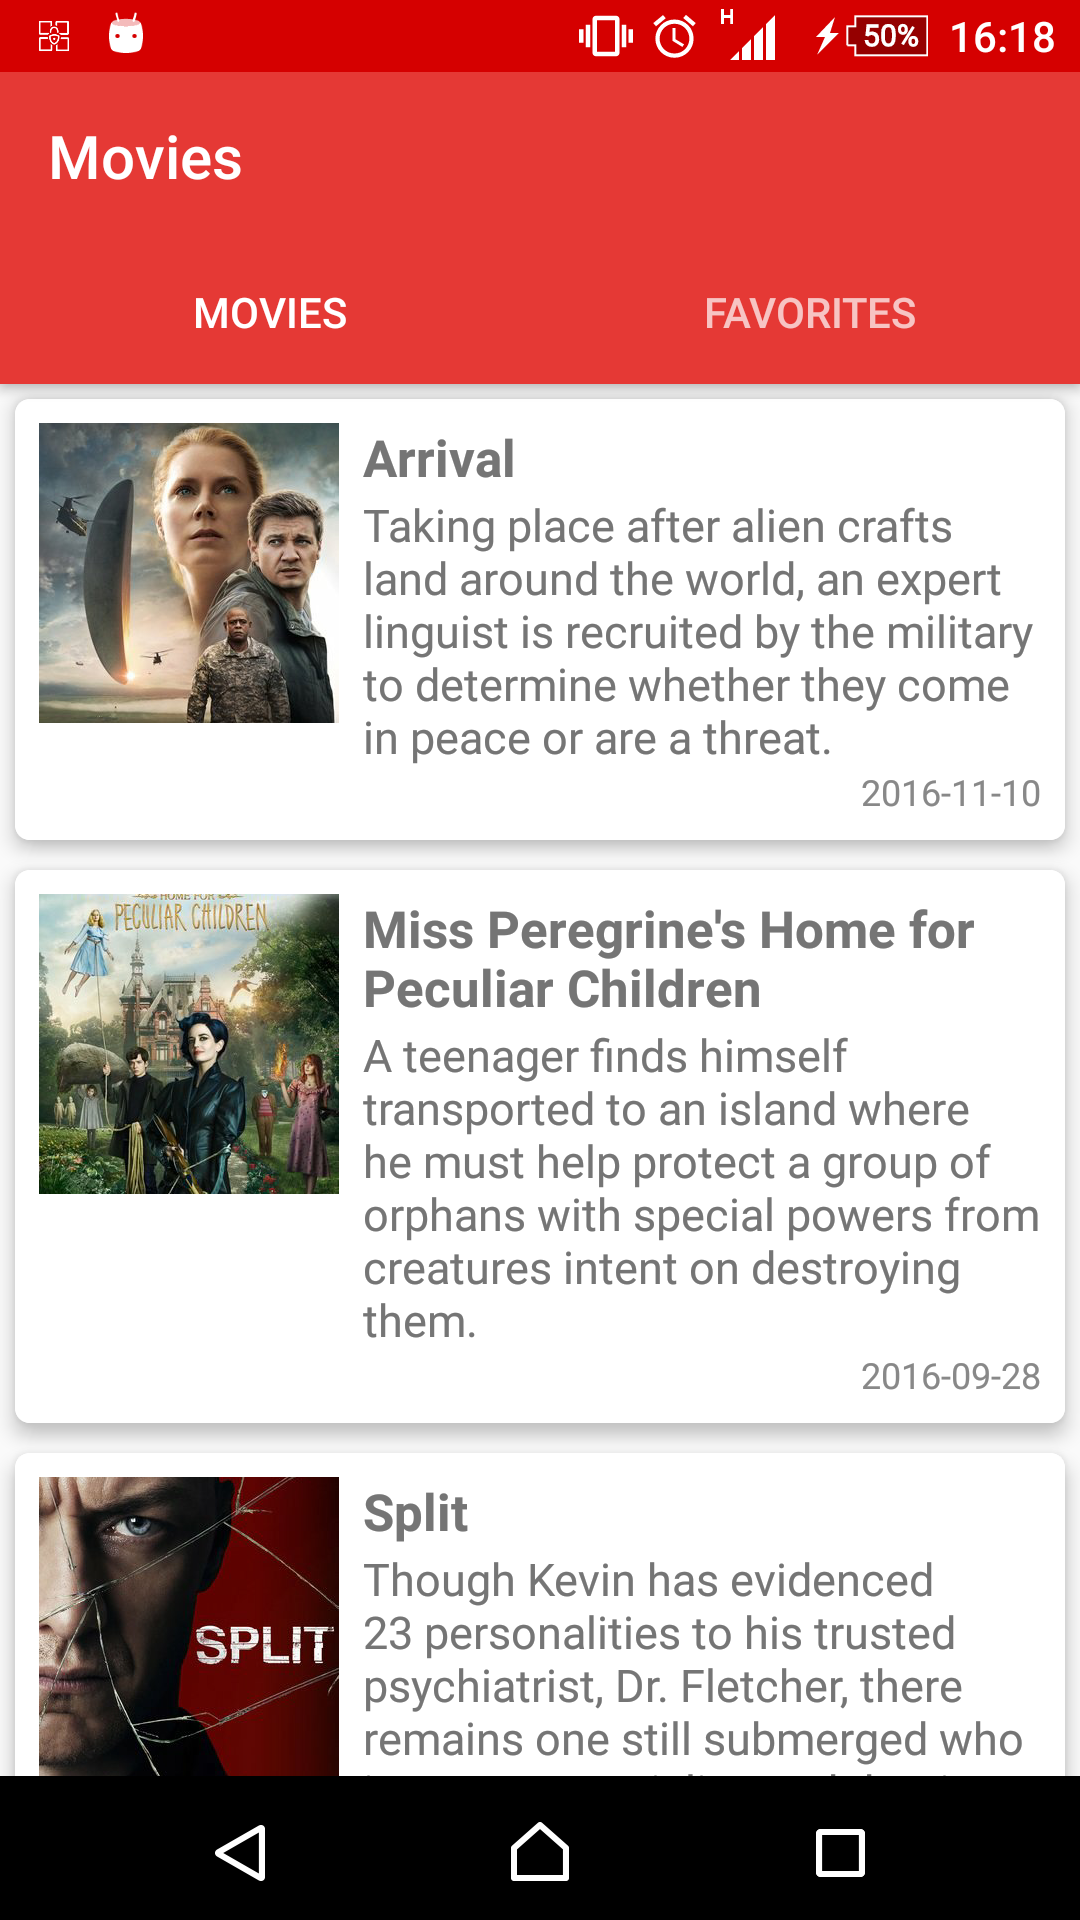 H
50%
16:18
Movies
MOVIES
FAVORITES
Arrival
Taking place after alien crafts
land around the world, an expert
linguist is recruited by the military
to determine whether they come
in peace or are a threat.
2016-11-10
HOME FOR
PECULIAR CHILDREN
Miss Peregrine's Home for
Peculiar Children
A teenager finds himself
transported to an island where
he must help protect a group of
orphans with special powers from
creatures intent on destroying
them.
2016-09-28
SPLIT
Split
Though Kevin has evidenced
23 personalities to his trusted
psychiatrist, Dr. Fletcher, there
remains one still submerged who